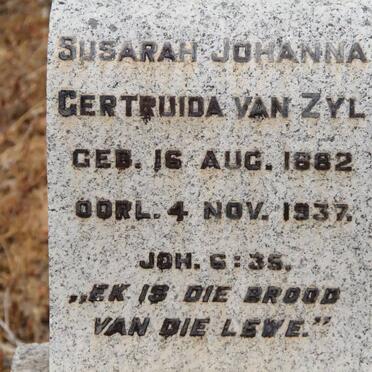 SUSARAH JOHANNA
GERTRUIDA VAN ZYL
GEB. 16 AUG. 1882
OORL. 4 NOV. 1937.
JOH. 6:35.
„EK IS DIE BROOD
VAN DIE LEWE.”